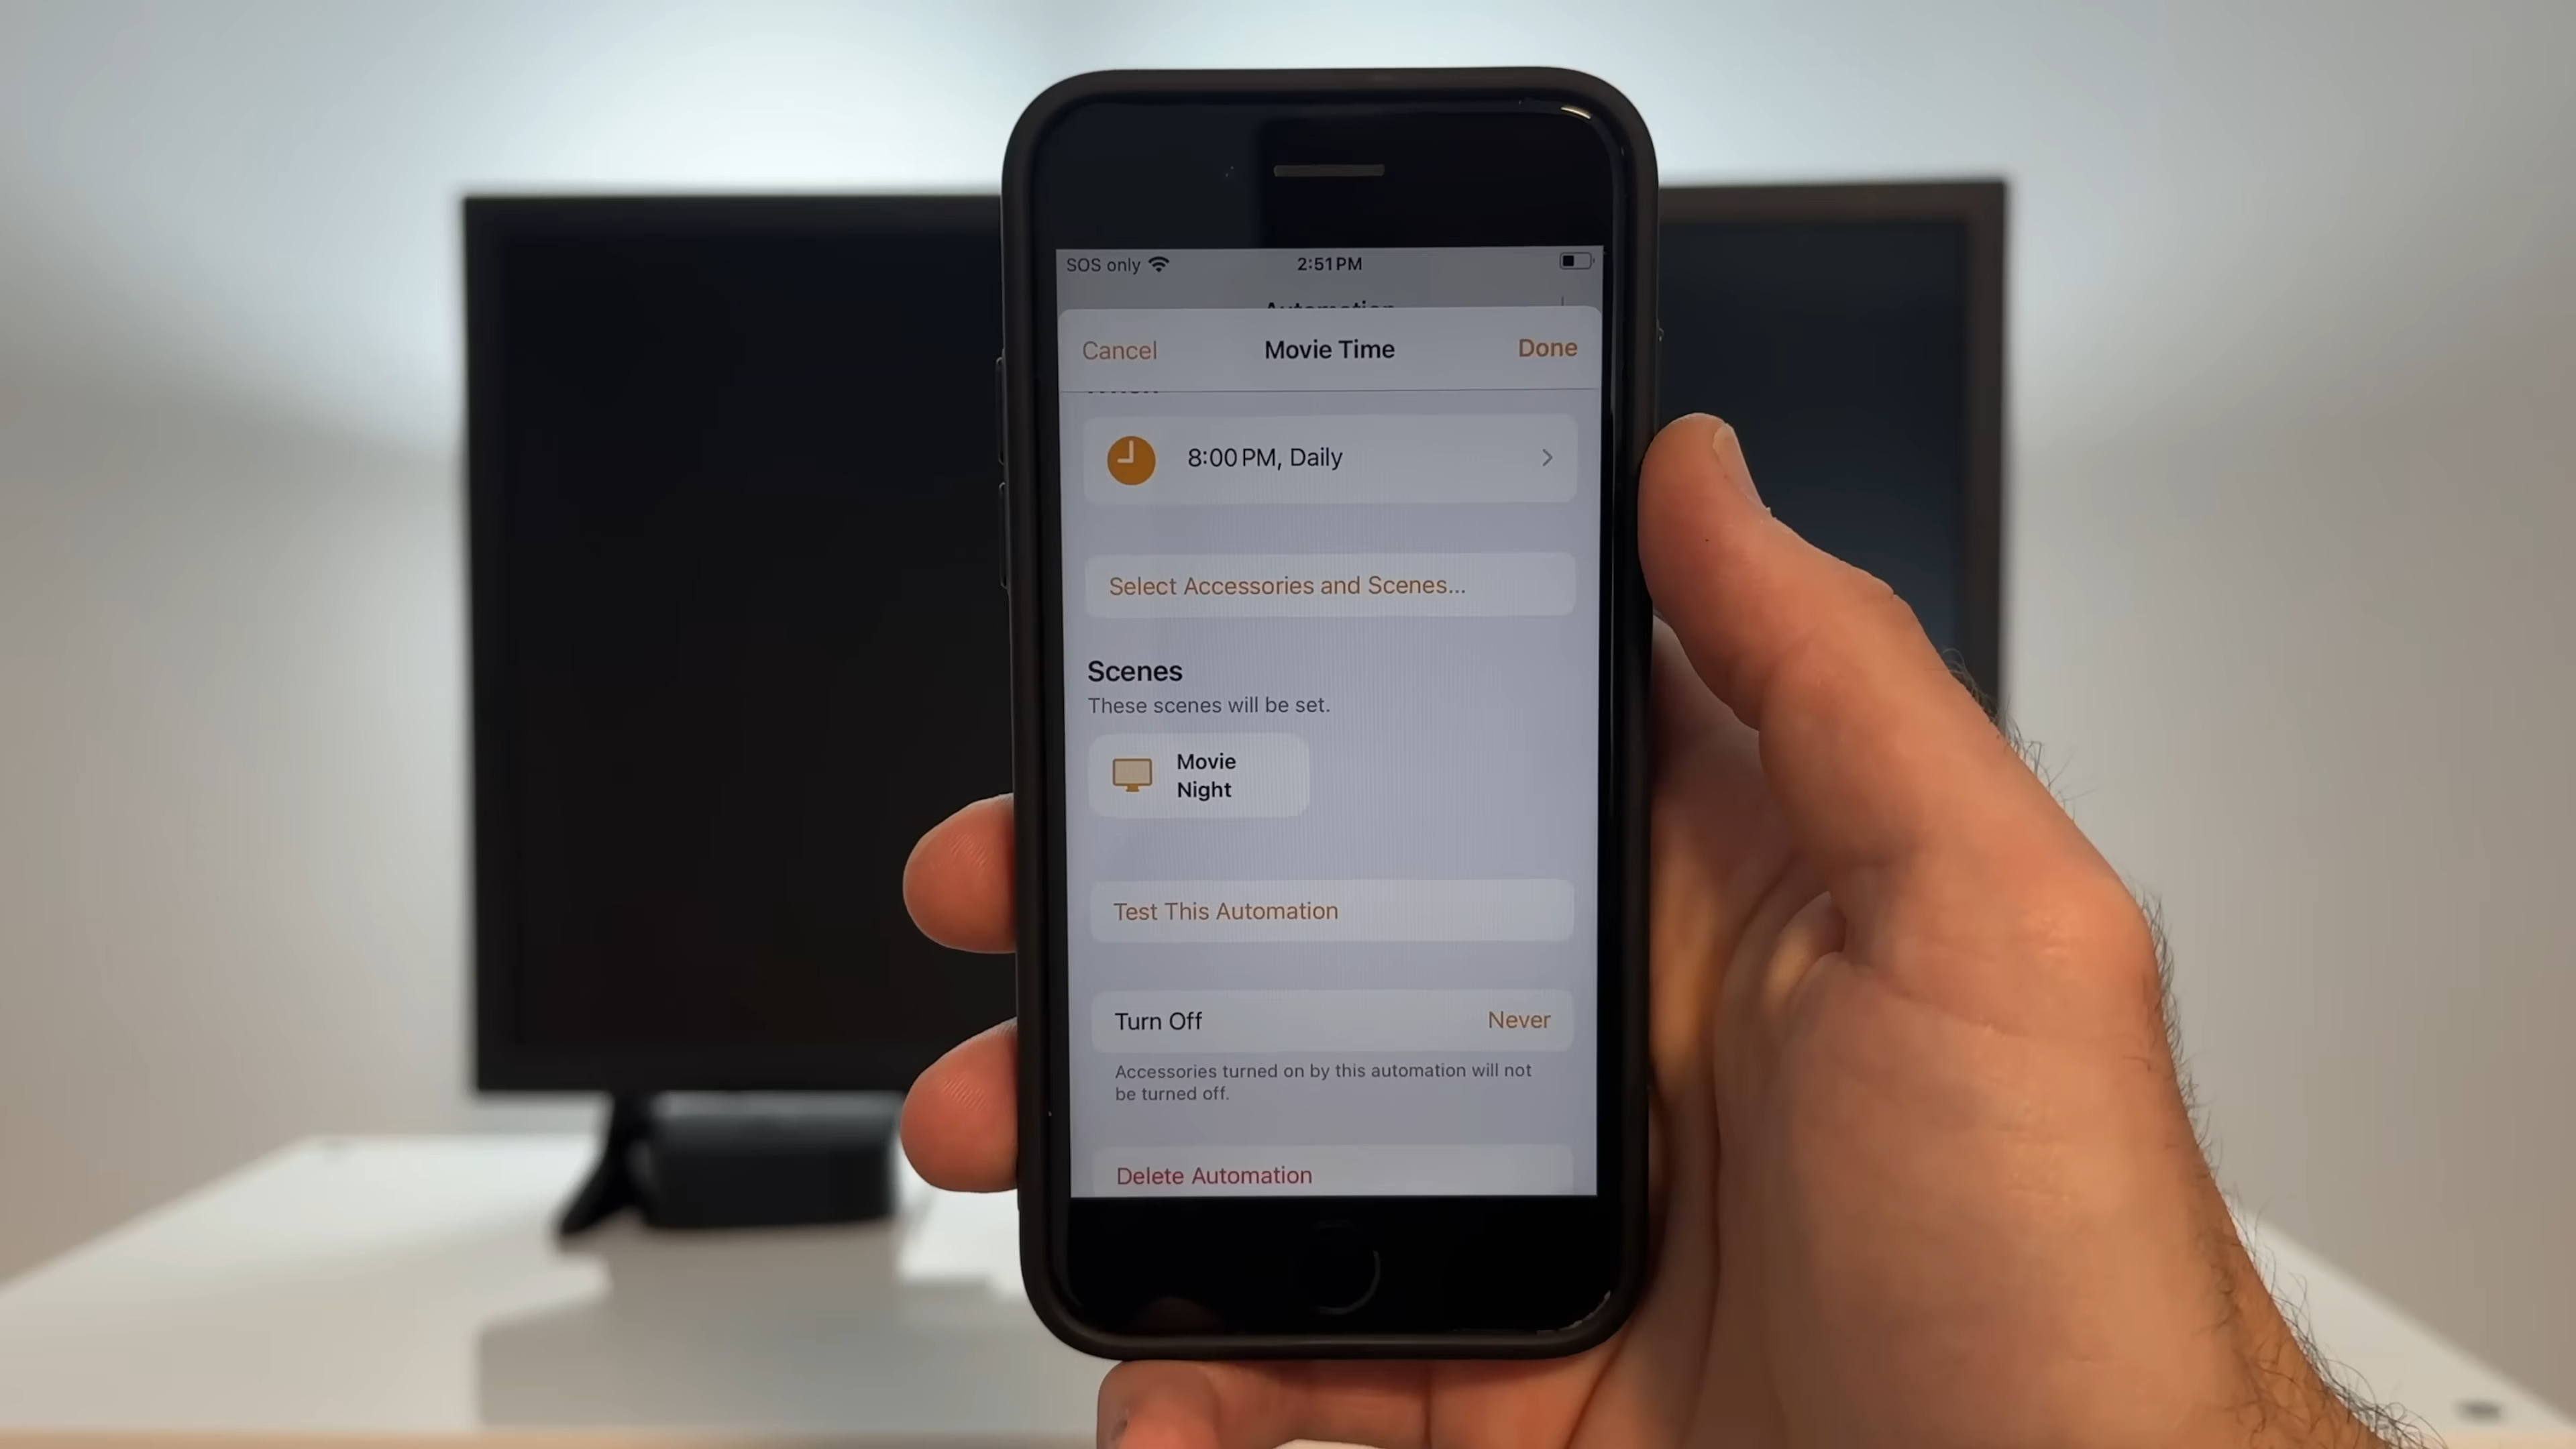 SOS only
2:51 PM
Automation
Cancel
Movie Time
Done
8:00 PM, Daily
Select Accessories and Scenes...
Scenes
These scenes will be set.
Movie
Night
Test This Automation
Turn Off
Never
Accessories turned on by this automation will not
be turned off.
Delete Automation